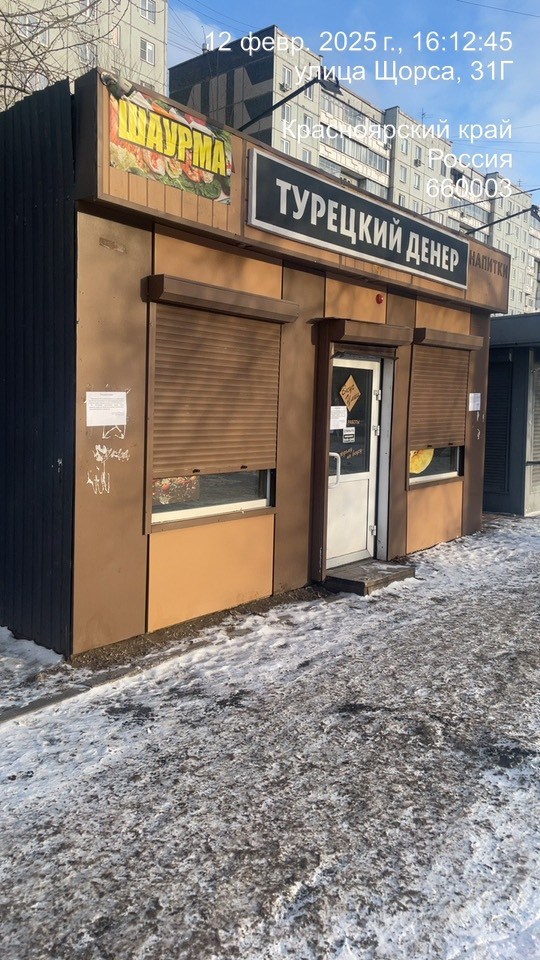 12 февр. 2025 г., 16:12:45
улица Щорса, 31Г
Красноярский край
Россия
660003
ШАУРМА
ТУРЕЦКИЙ ДЕНЕР
НАПИТКИ